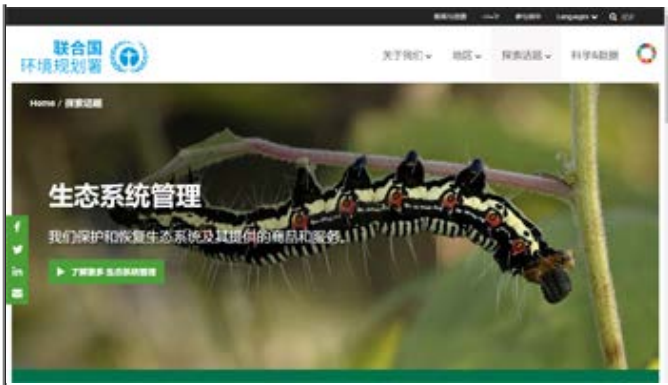 Languages
联合国
环境规划署
关于我们
地区
探索话题
科学&数据
Home / 探索话题
生态系统管理
我们保护和恢复生态系统及其提供的商品和服务。
了解更多 生态系统管理